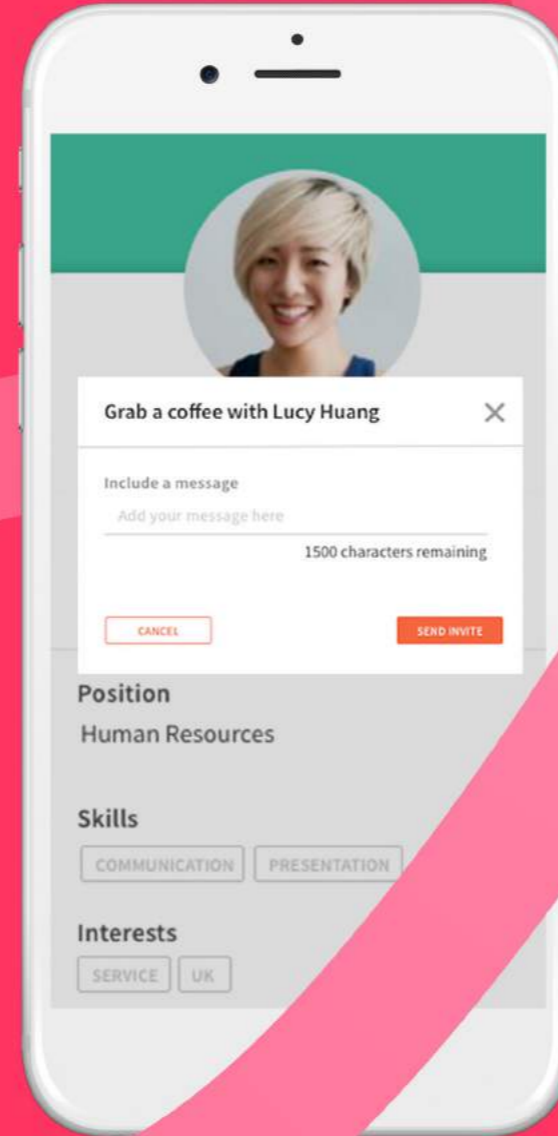 Grab a coffee with Lucy Huang
Include a message
Add your message here
1500 characters remaining
CANCEL
SEND INVITE
Position
Human Resources
Skills
COMMUNICATION
PRESENTATION
Interests
SERVICE
UK